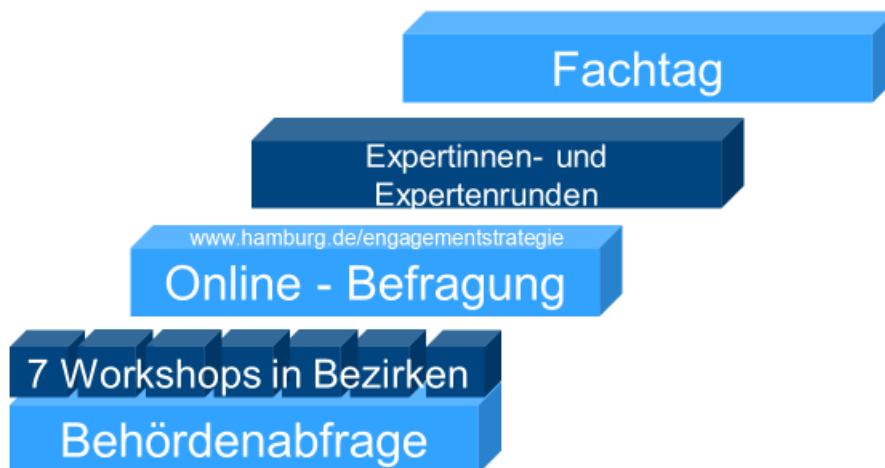 Fachtag
Expertinnen- und
Expertenrunden
www.hamburg.de/engagementstrategie
Online - Befragung
7 Workshops in Bezirken
Behördenabfrage